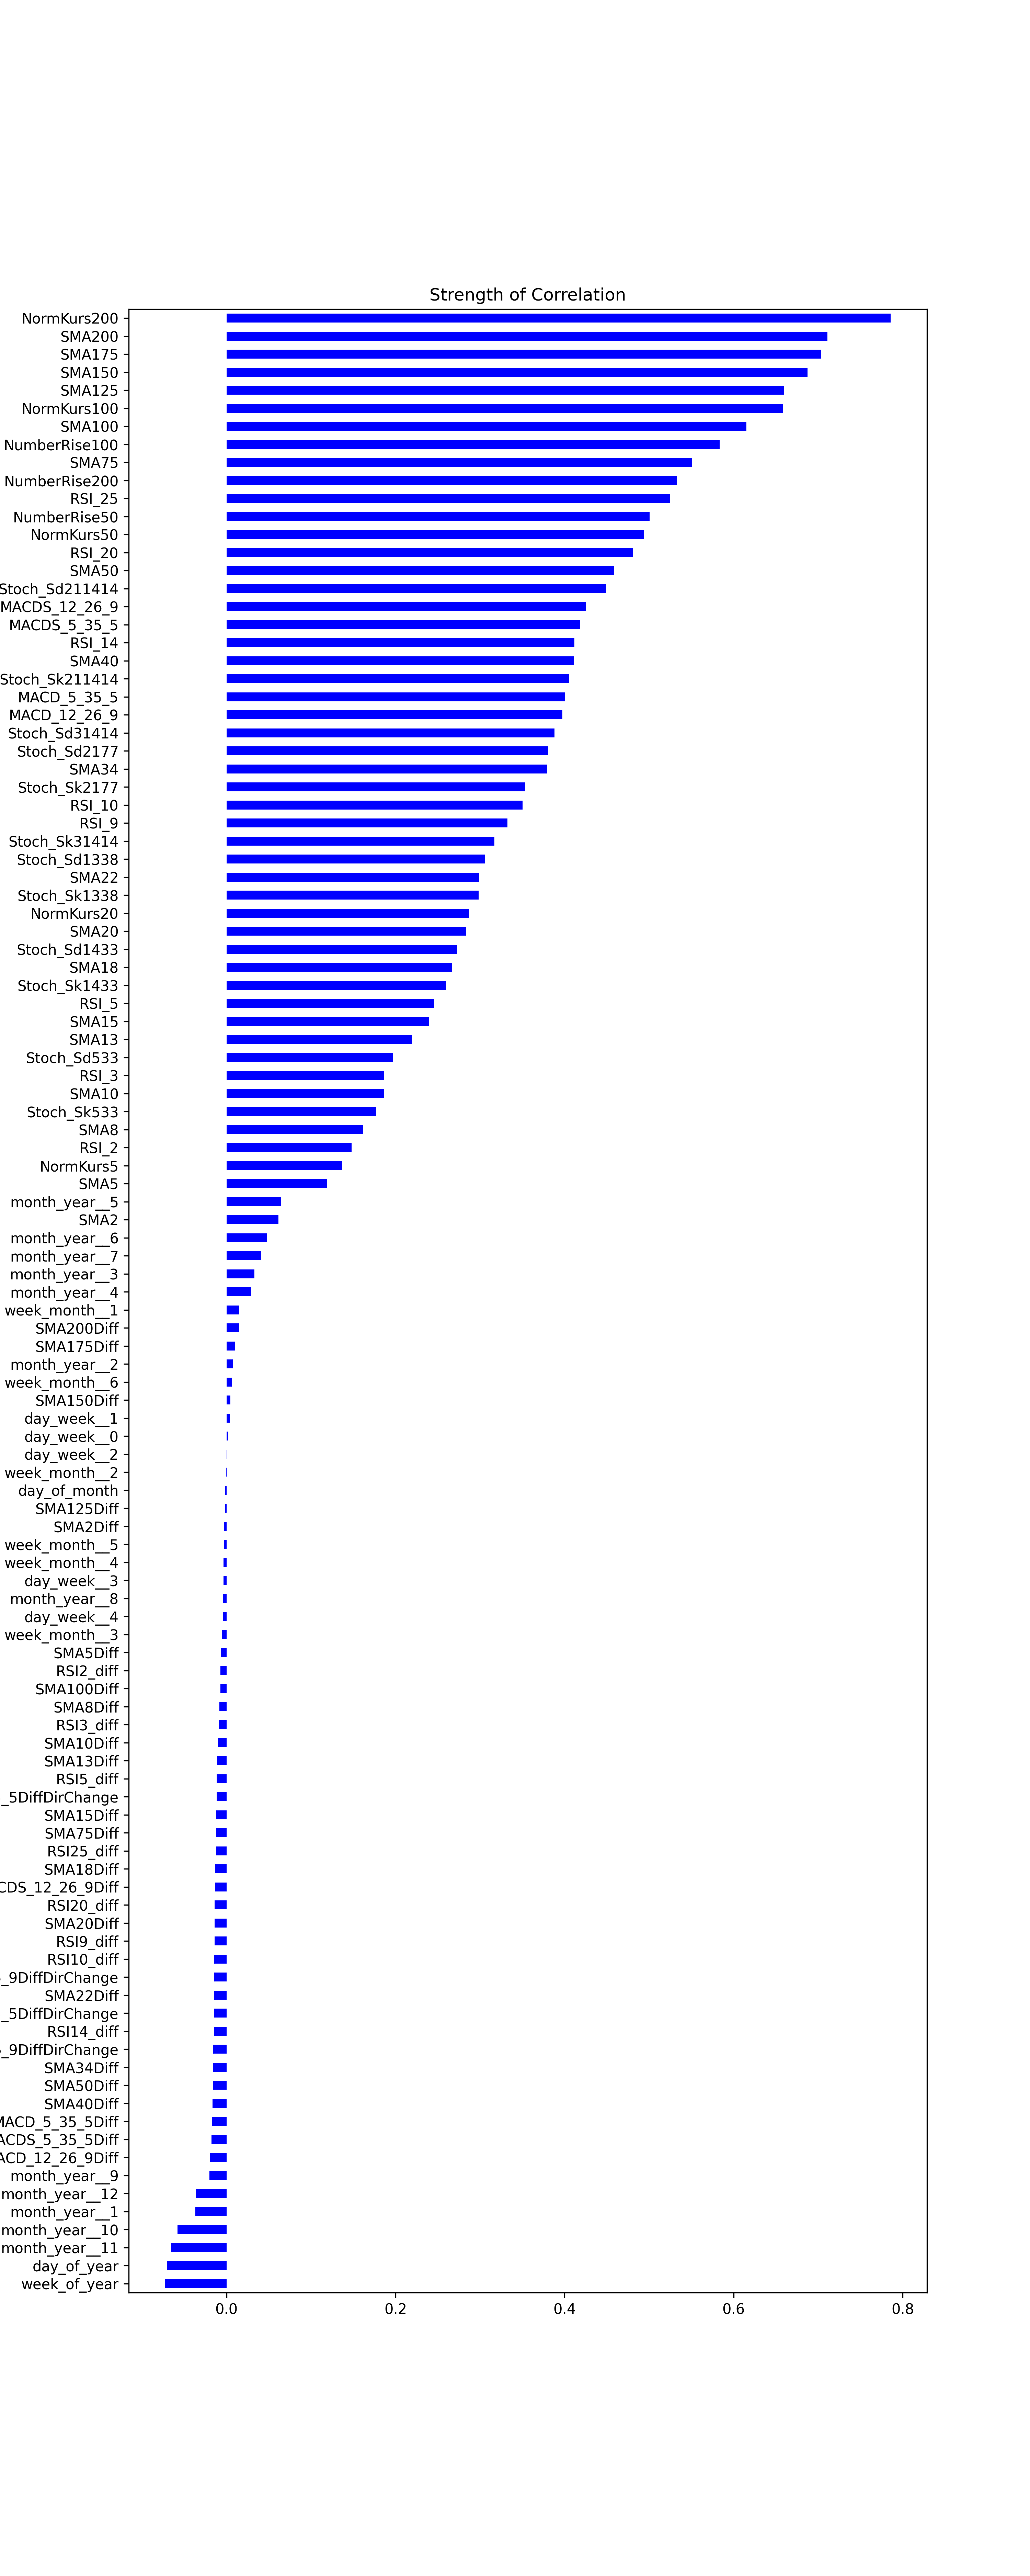 Strength of Correlation
NormKurs200
SMA200
SMA175
SMA150
SMA125
NormKurs100
SMA100
NumberRise100
SMA75
NumberRise200
RSI_25
NumberRise50
NormKurs50
RSI_20
SMA50
Stoch_Sd211414
MACDS_12_26_9
MACDS_5_35_5
RSI_14
SMA40
Stoch_Sk211414
MACD_5_35_5
MACD_12_26_9
Stoch_Sd31414
Stoch_Sd2177
SMA34
Stoch_Sk2177
RSI_10
RSI_9
Stoch_Sk31414
Stoch_Sd1338
SMA22
Stoch_Sk1338
NormKurs20
SMA20
Stoch_Sd1433
SMA18
Stoch_Sk1433
RSI_5
SMA15
SMA13
Stoch_Sd533
RSI_3
SMA10
Stoch_Sk533
SMA8
RSI_2
NormKurs5
SMA5
month_year__5
SMA2
month_year__6
month_year__7
month_year__3
month_year__4
week_month__1
SMA200Diff
SMA175Diff
month_year__2
week_month__6
SMA150Diff
day_week__1
day_week__0
day_week__2
week_month__2
day_of_month
SMA125Diff
SMA2Diff
week_month__5
week_month__4
day_week__3
month_year__8
day_week__4
week_month__3
SMA5Diff
RSI2_diff
SMA100Diff
SMA8Diff
RSI3_diff
SMA10Diff
SMA13Diff
RSI5_diff
_5DiffDirChange
SMA15Diff
SMA75Diff
RSI25_diff
SMA18Diff
CDS_12_26_9Diff
RSI20_diff
SMA20Diff
RSI9_diff
RSI10_diff
_9DiffDirChange
SMA22Diff
_5DiffDirChange
RSI14_diff
_9DiffDirChange
SMA34Diff
SMA50Diff
SMA40Diff
MACD_5_35_5Diff
ACDS_5_35_5Diff
ACD_12_26_9Diff
month_year__9
month_year__12
month_year__1
month_year__10
month_year__11
day_of_year
week_of_year
0.0 0.2 0.4 0.6 0.8